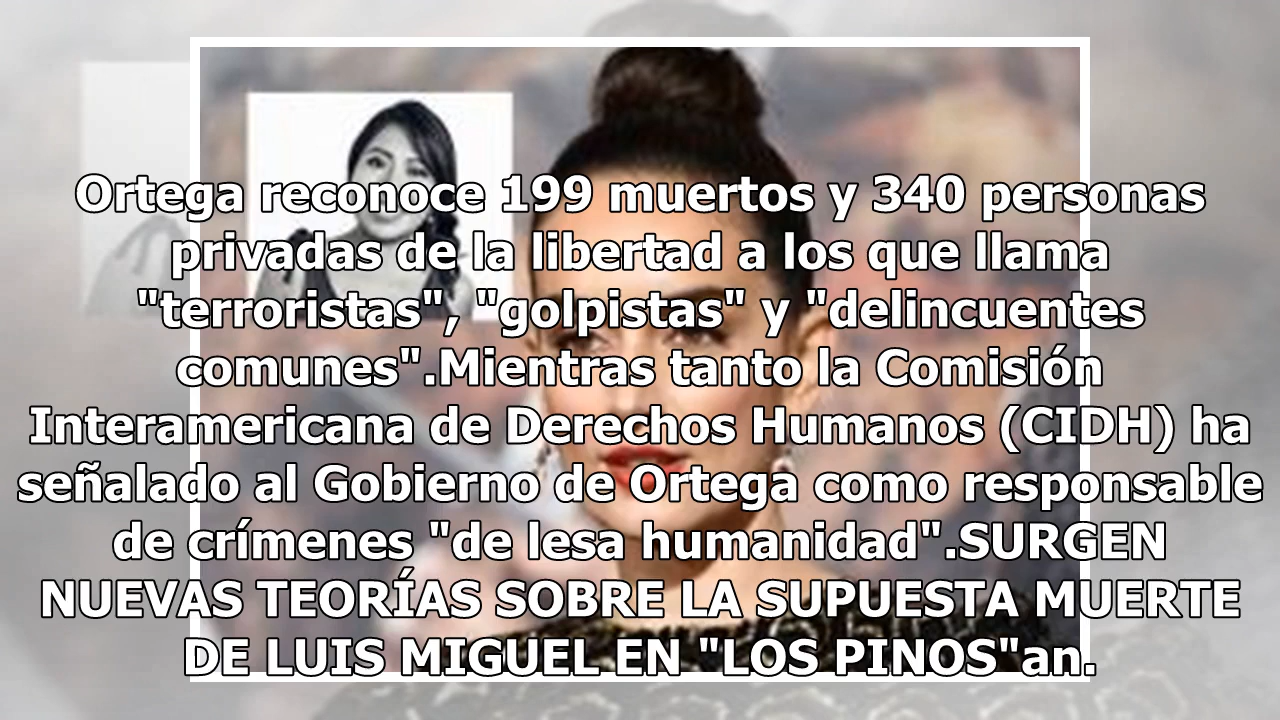 Ortega reconoce 199 muertos y 340 personas
privadas de la libertad a los que llama
"terroristas", "golpistas" y "delincuentes
comunes".Mientras tanto la Comisión
Interamericana de Derechos Humanos (CIDH) ha
señalado al Gobierno de Ortega como responsable
de crímenes "de lesa humanidad".SURGEN
NUEVAS TEORÍAS SOBRE LA SUPUESTA MUERTE
DE LUIS MIGUEL EN "LOS PINOS"an.